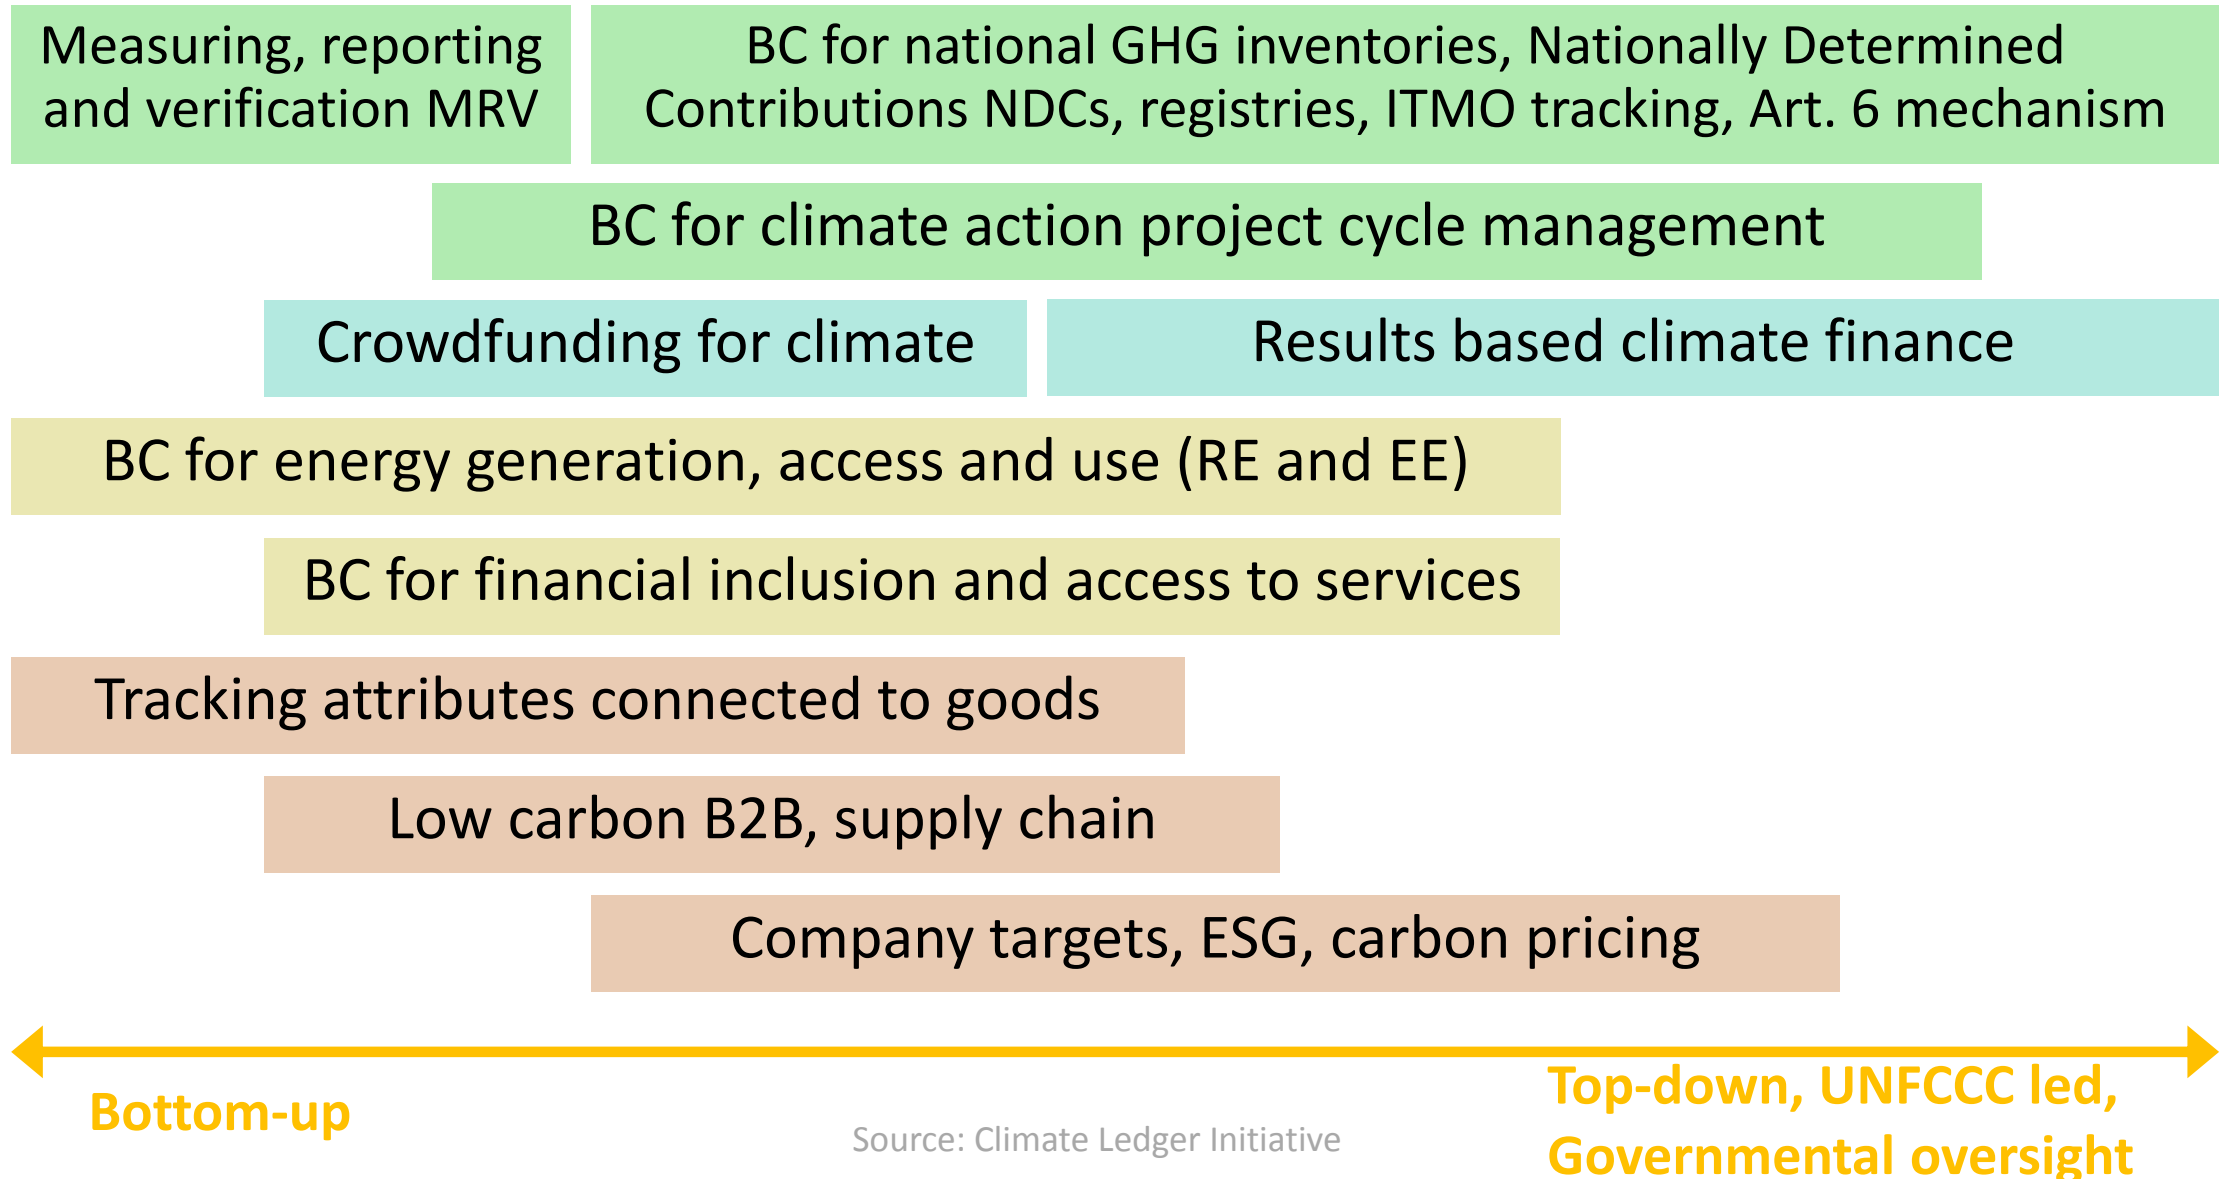 Measuring, reporting
and verification MRV
BC for national GHG inventories, Nationally Determined
Contributions NDCs, registries, ITMO tracking, Art. 6 mechanism
BC for climate action project cycle management
Crowdfunding for climate
Results based climate finance
BC for energy generation, access and use (RE and EE)
BC for financial inclusion and access to services
Tracking attributes connected to goods
Low carbon B2B, supply chain
Company targets, ESG, carbon pricing
Bottom-up
Source: Climate Ledger Initiative
Top-down, UNFCCC led,
Governmental oversight